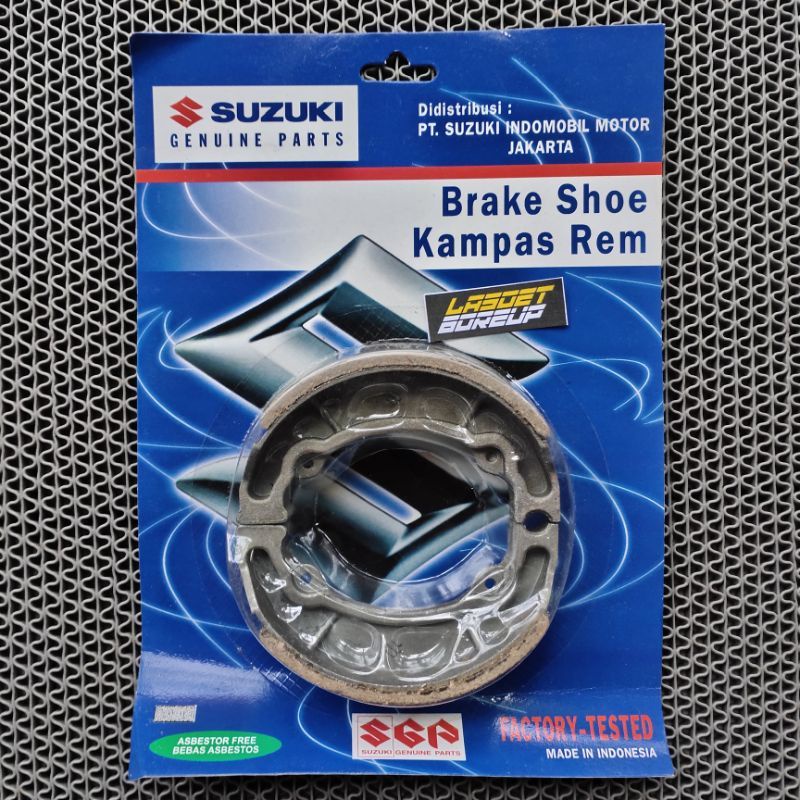 SUZUKI
GENUINE PARTS
Didistribusi :
PT. SUZUKI INDOMOBIL MOTOR
JAKARTA
Brake Shoe
Kampas Rem
LASDET
BOREUP
ASBESTOR FREE
BEBAS ASBESTOS
SGP
SUZUKI GENUINE PARTS
FACTORY-TESTED
MADE IN INDONESIA